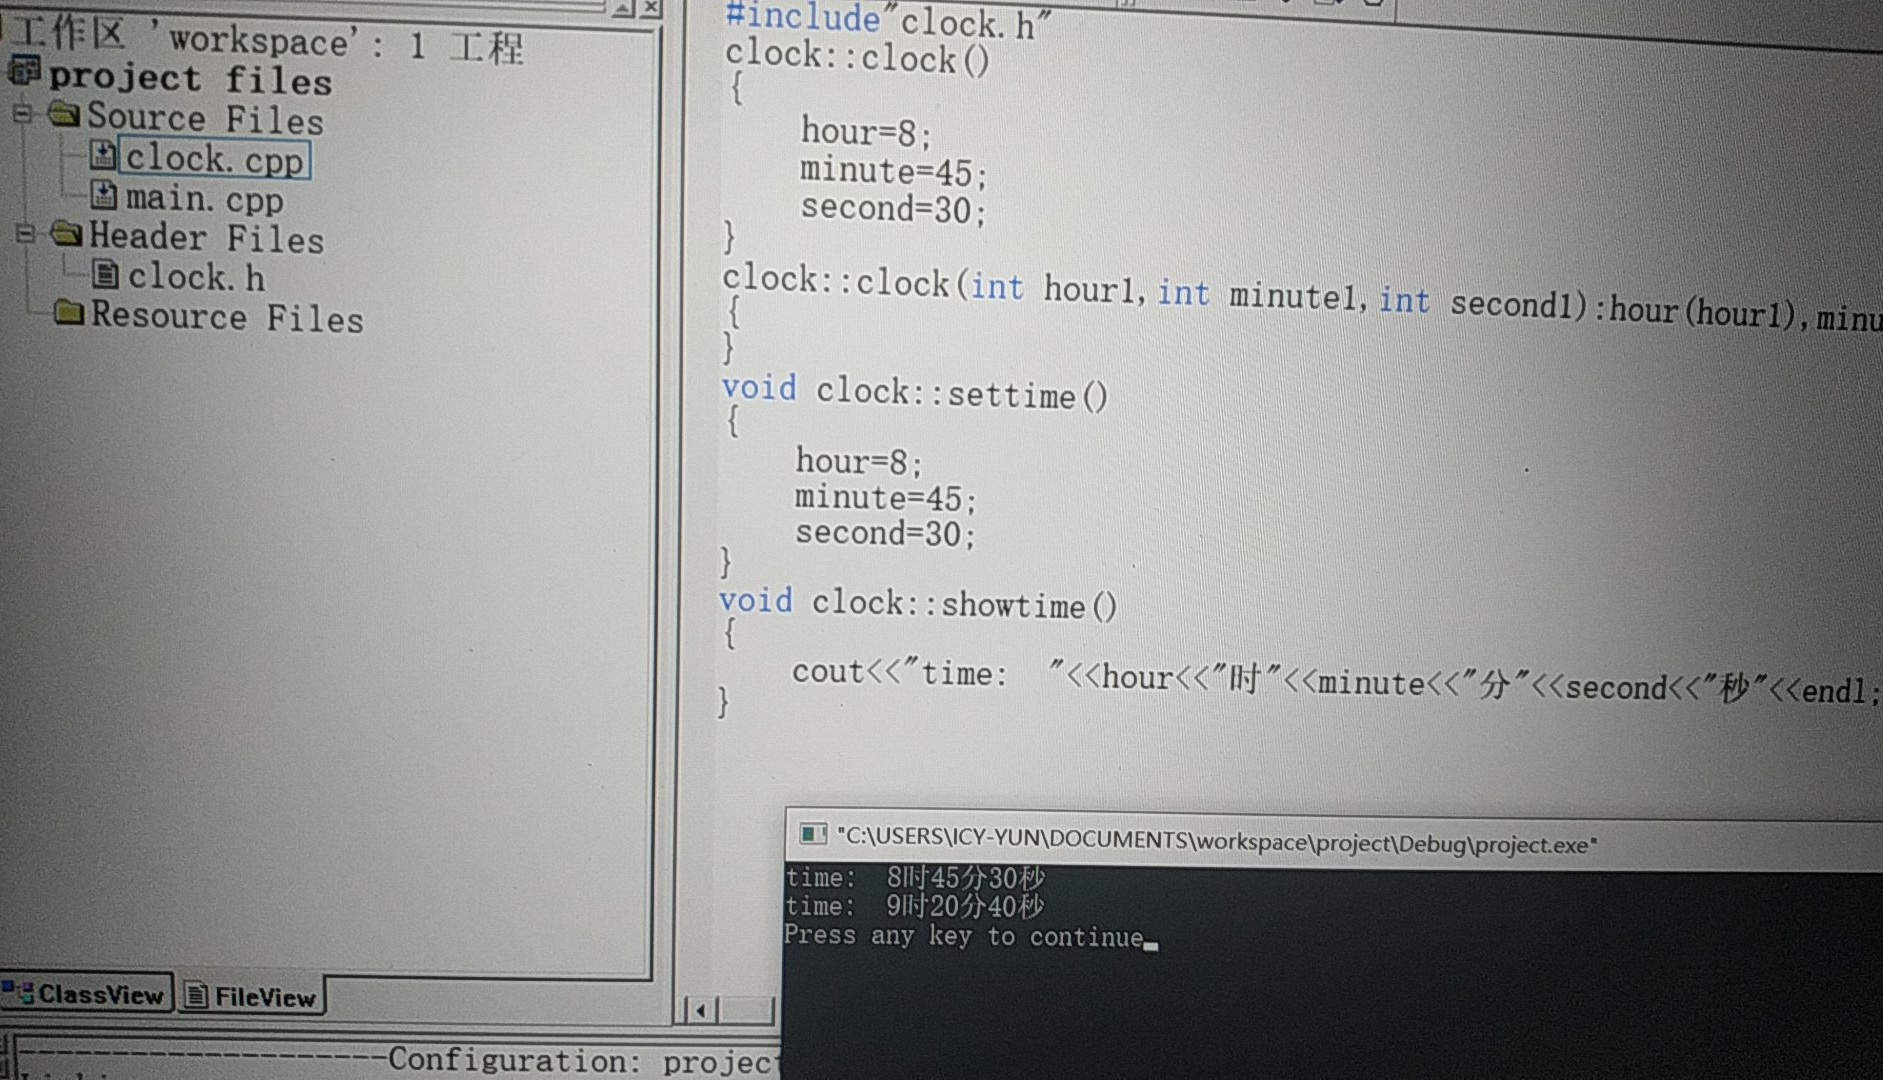 工作区 'workspace': 1 工程
project files
Source Files
clock.cpp
main.cpp
Header Files
clock.h
Resource Files
ClassView
FileView
#include"clock.h"
clock::clock()
{
hour=8;
minute=45;
second=30;
}
clock::clock(int hour1,int minute1,int second1):hour(hour1),minu
{
}
void clock::settime()
{
hour=8;
minute=45;
second=30;
}
void clock::showtime()
{
cout<<"time:  "<<hour<<"时"<<minute<<"分"<<second<<"秒"<<endl;
}
"C:\USERS\ICY-YUN\DOCUMENTS\workspace\project\Debug\project.exe"
time:  8时45分30秒
time:  9时20分40秒
Press any key to continue
--------------------Configuration: projec